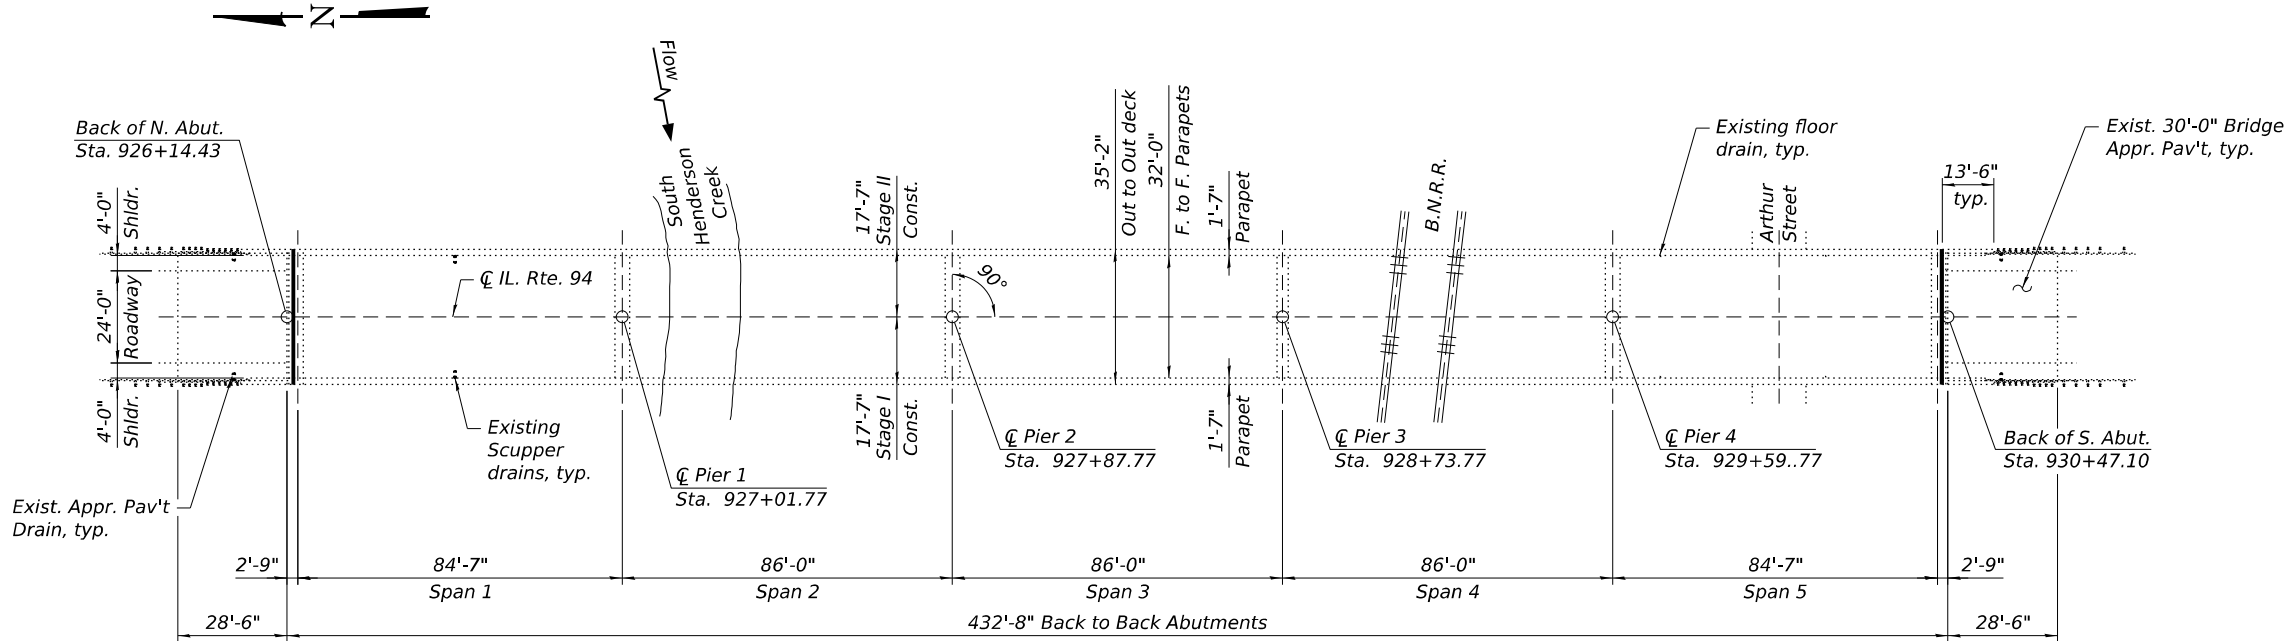 N
Flow
Back of N. Abut.
Sta. 926+14.43
South
Henderson
Creek
17'-7"
Stage II
Const.
35'-2"
Out to Out deck
32'-0"
F. to F. Parapets
1'-7"
Parapet
B.N.R.R.
Existing floor
drain, typ.
Arthur
Street
13'-6"
typ.
Exist. 30'-0" Bridge
Appr. Pav't, typ.
4'-0"
Shldr.
24'-0"
Roadway
4'-0"
Shldr.
℄ IL. Rte. 94
90°
Existing
Scupper
drains, typ.
Exist. Appr. Pav't
Drain, typ.
℄ Pier 1
Sta. 927+01.77
17'-7"
Stage I
Const.
℄ Pier 2
Sta. 927+87.77
1'-7"
Parapet
℄ Pier 3
Sta. 928+73.77
℄ Pier 4
Sta. 929+59..77
Back of S. Abut.
Sta. 930+47.10
2'-9"
84'-7"
Span 1
86'-0"
Span 2
86'-0"
Span 3
86'-0"
Span 4
84'-7"
Span 5
2'-9"
28'-6"
432'-8" Back to Back Abutments
28'-6"